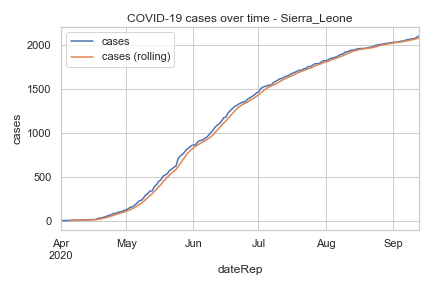 COVID-19 cases over time - Sierra_Leone
cases
cases (rolling)
2000
1500
1000
500
0
cases
Apr May Jun Jul Aug Sep
2020
dateRep